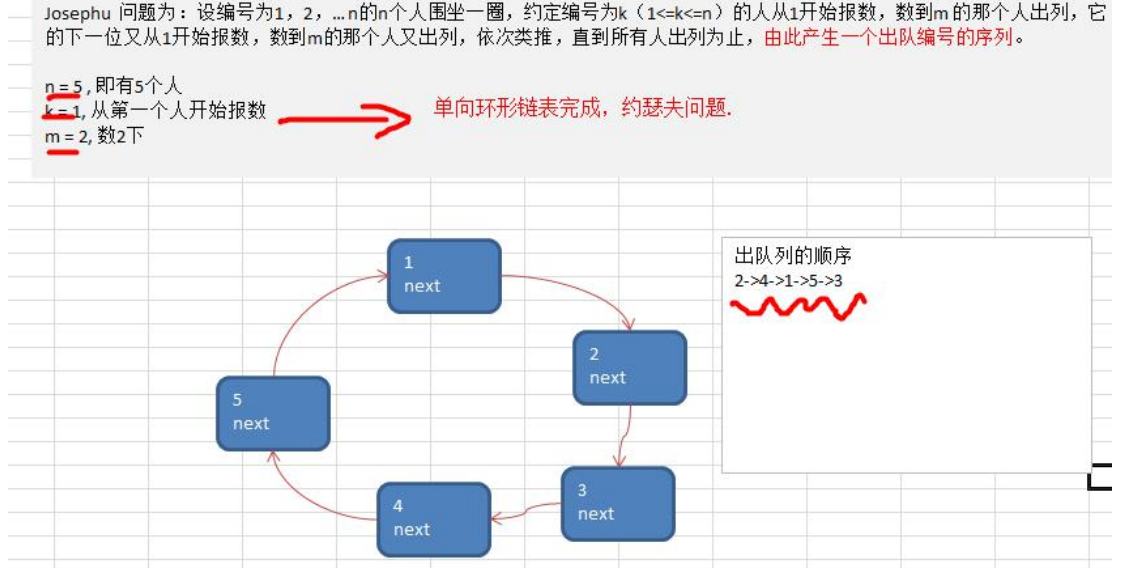 Josephu 问题为：设编号为1，2，… n的n个人围坐一圈，约定编号为k（1<=k<=n）的人从1开始报数，数到m 的那个人出列，它
的下一位又从1开始报数，数到m的那个人又出列，依次类推，直到所有人出列为止，由此产生一个出队编号的序列。
n = 5 , 即有5个人
k = 1, 从第一个人开始报数
单向环形链表完成，约瑟夫问题.
m = 2, 数2下
出队列的顺序
2->4->1->5->3
1
next
2
next
5
next
3
next
4
next